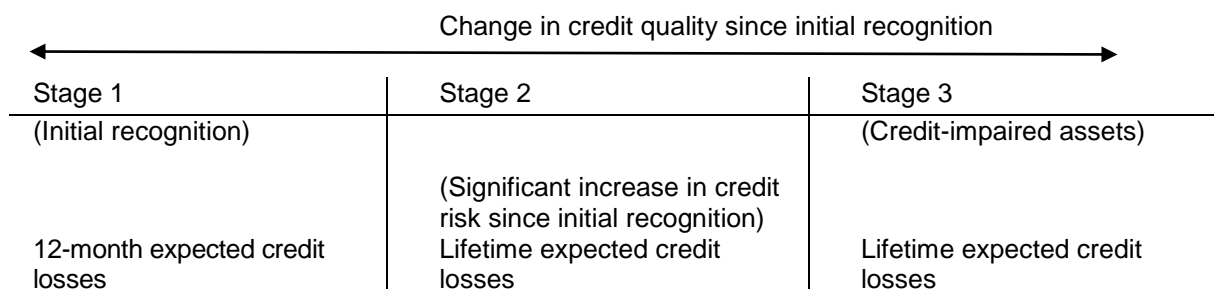 Change in credit quality since initial recognition
Stage 1 Stage 2 Stage 3
(Initial recognition) (Credit-impaired assets)
(Significant increase in credit
risk since initial recognition)
12-month expected credit Lifetime expected credit Lifetime expected credit
losses losses losses